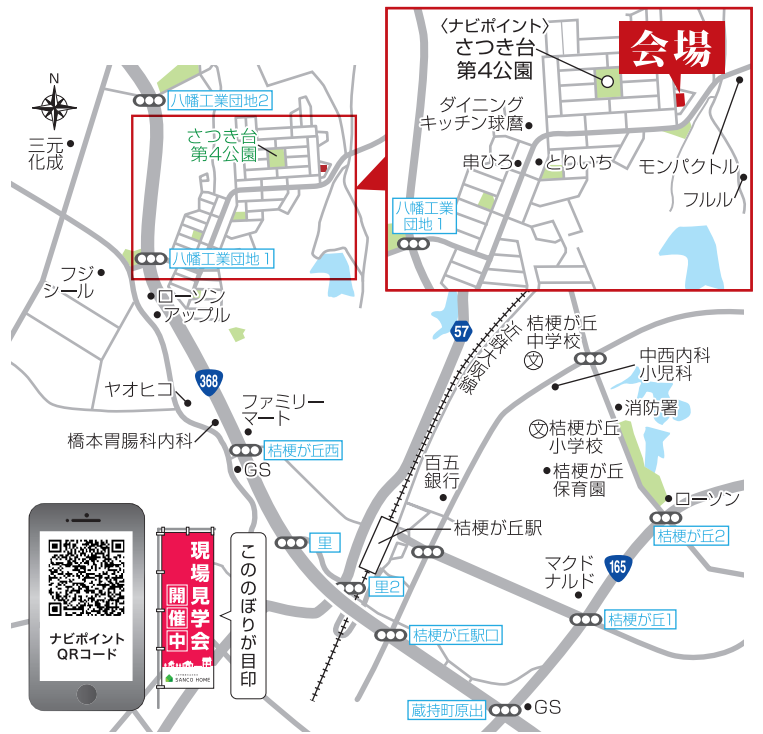 〈ナビポイント〉
さつき台
第4公園
会場
ダイニング
キッチン球磨
串ひろ
とりいち
モンパクトル
フルル
八幡工業
団地1
N
三元
化成
八幡工業団地2
さつき台
第4公園
八幡工業団地1
フジ
シール
ローソン
アップル
368
ヤオヒコ
ファミリー
マート
橋本胃腸科内科
桔梗が丘西
GS
57
近鉄大阪線
桔梗が丘
中学校
文
中西内科
小児科
消防署
文
桔梗が丘
小学校
桔梗が丘
保育園
百五
銀行
ローソン
桔梗が丘2
桔梗が丘駅
里
里2
マクド
ナルド
165
桔梗が丘1
桔梗が丘駅口
蔵持町原出
GS
ナビポイント
QRコード
現場見学会
開催中
SANCO HOME
こののぼりが目印